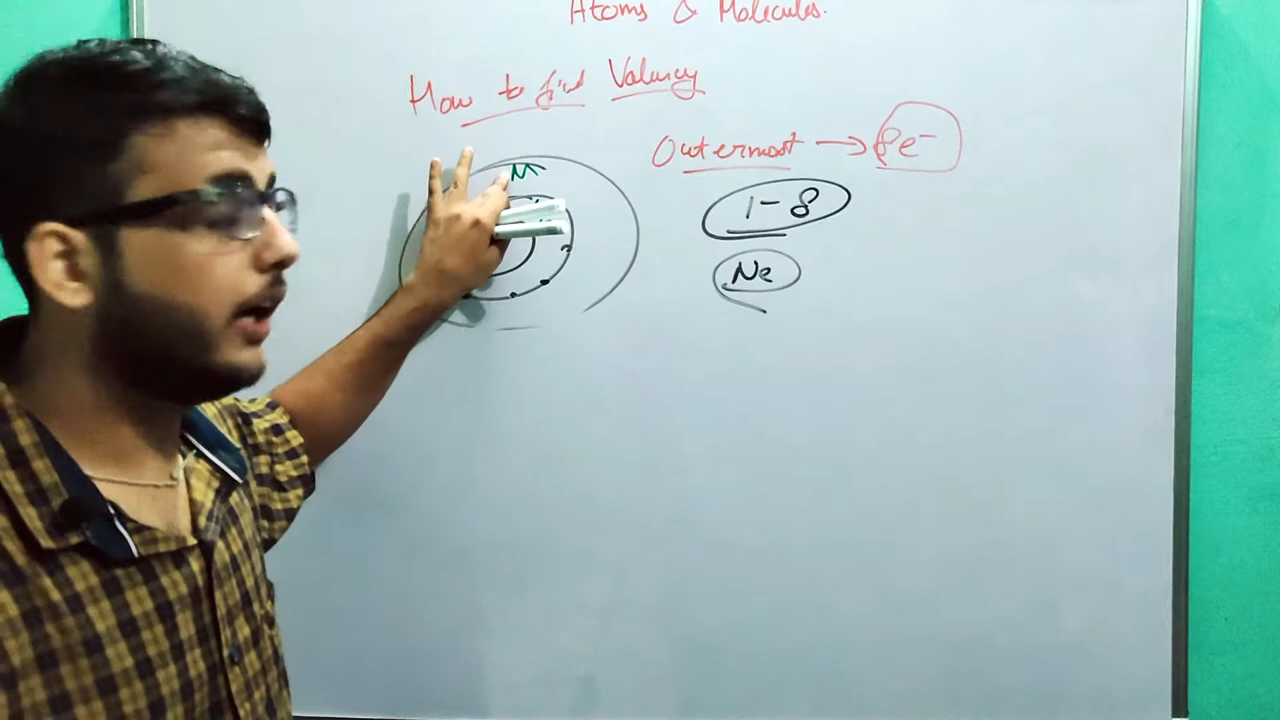 Atoms & Molecules.
How to find Valency
Outermost → 8e⁻
M
1-8
Ne